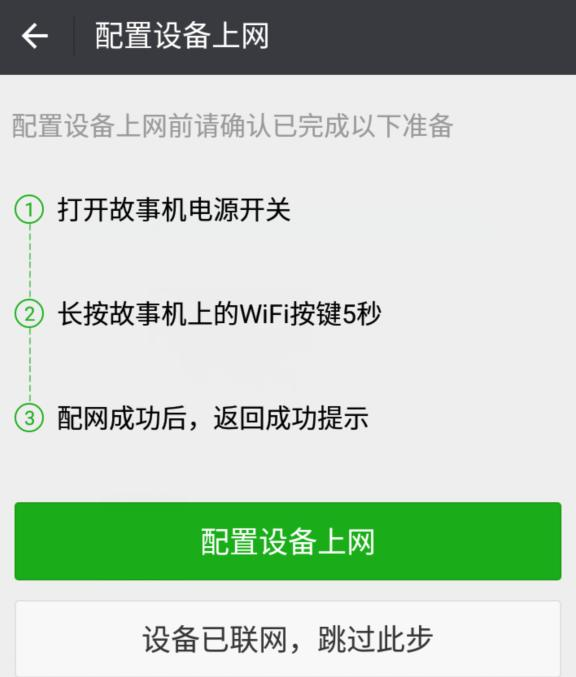 配置设备上网
配置设备上网前请确认已完成以下准备
1 打开故事机电源开关
2 长按故事机上的WiFi按键5秒
3 配网成功后，返回成功提示
配置设备上网
设备已联网，跳过此步